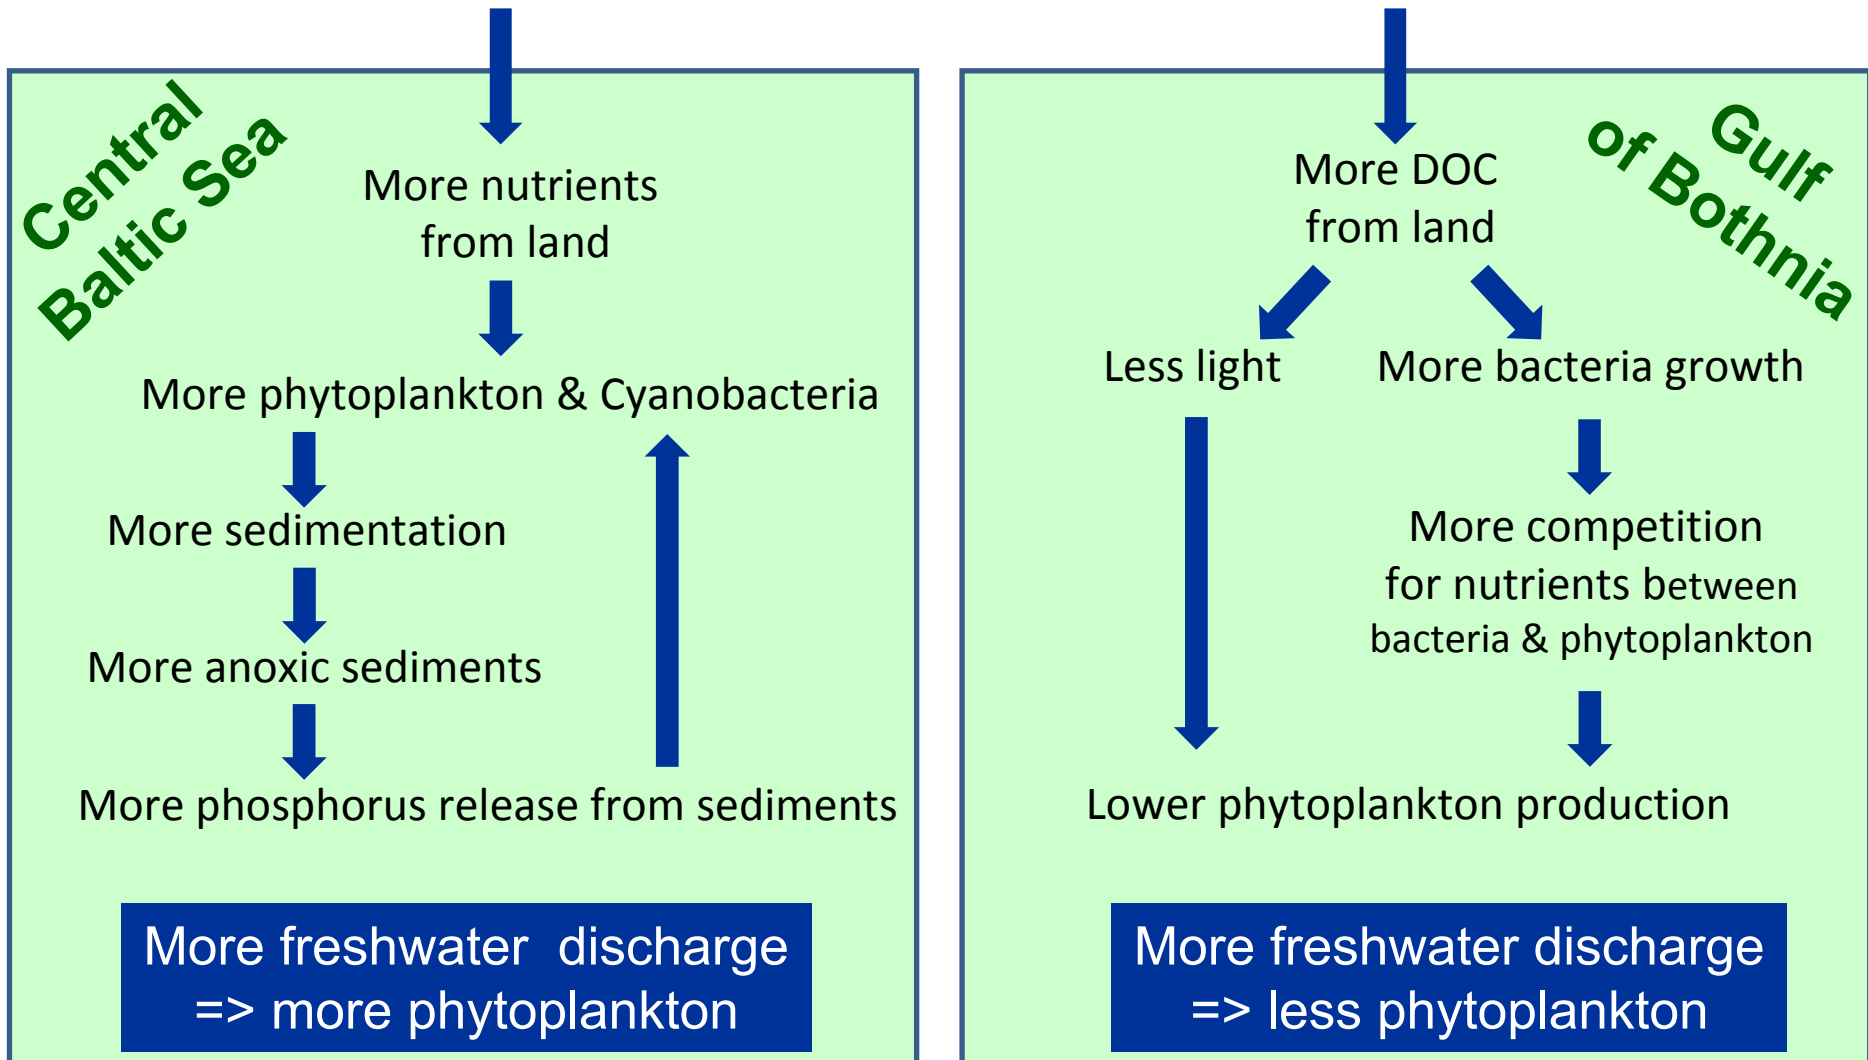 Central
Baltic Sea
More nutrients
from land
More phytoplankton & Cyanobacteria
More sedimentation
More anoxic sediments
More phosphorus release from sediments
More freshwater discharge
=> more phytoplankton
Gulf
of Bothnia
More DOC
from land
Less light
More bacteria growth
More competition
for nutrients between
bacteria & phytoplankton
Lower phytoplankton production
More freshwater discharge
=> less phytoplankton